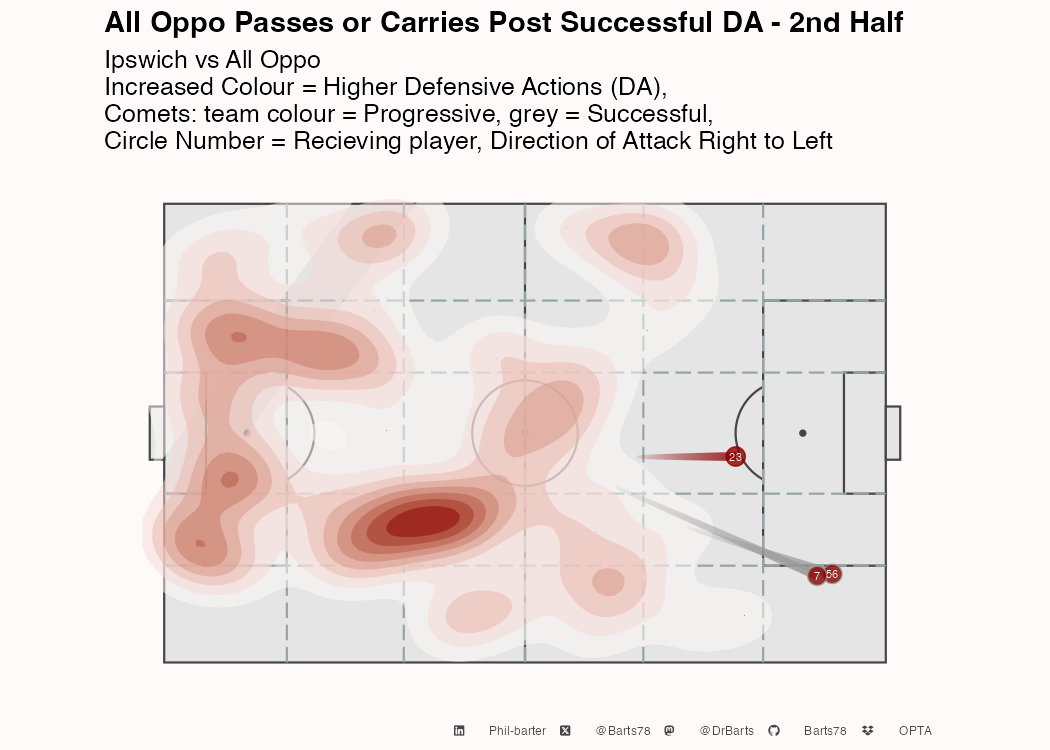 All Oppo Passes or Carries Post Successful DA - 2nd Half
Ipswich vs All Oppo
Increased Colour = Higher Defensive Actions (DA),
Comets: team colour = Progressive, grey = Successful,
Circle Number = Recieving player, Direction of Attack Right to Left
23
7 56
Phil-barter @Barts78 @DrBarts Barts78 OPTA